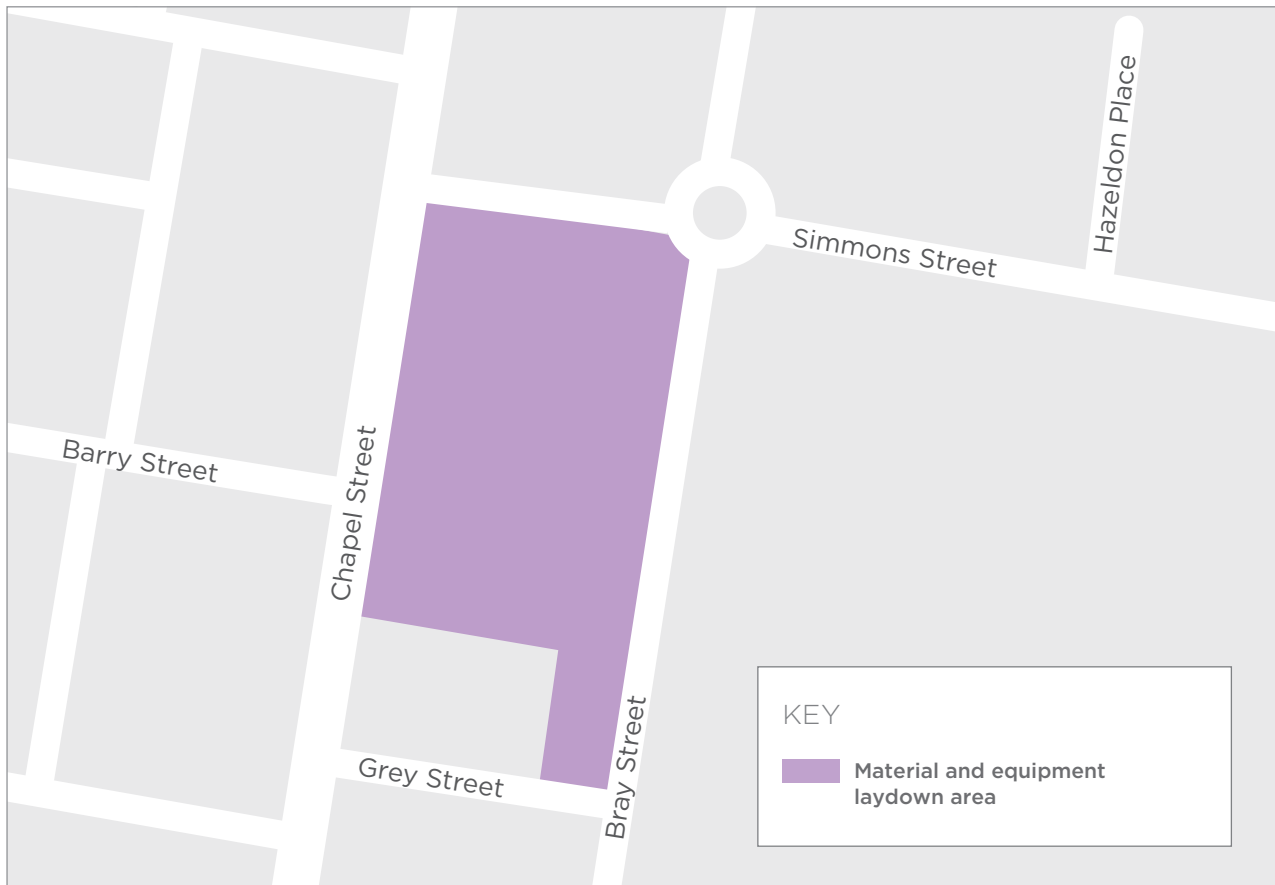 Hazeldon Place
Simmons Street
Barry Street
Chapel Street
Grey Street
Bray Street
KEY
Material and equipment
laydown area